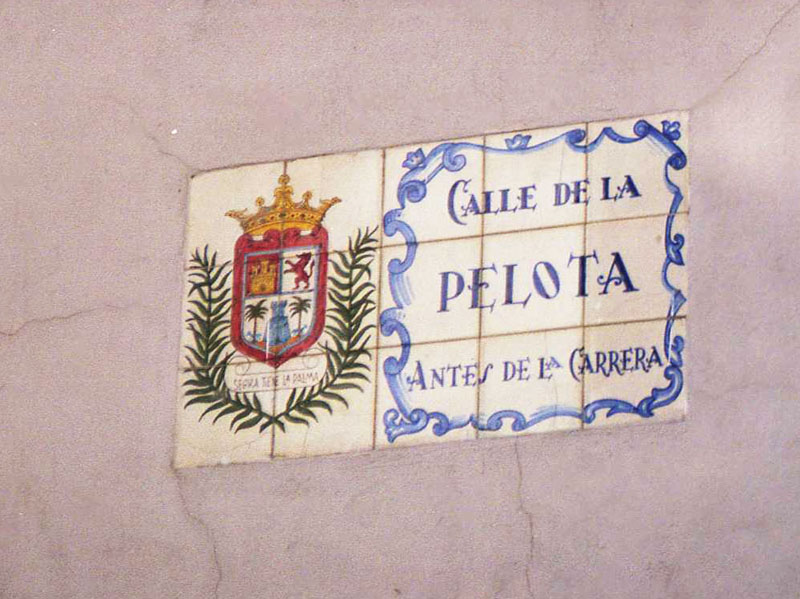 CALLE DE LA
PELOTA
ANTES DE LA CARRERA
SEGURA TIENE LA PALMA